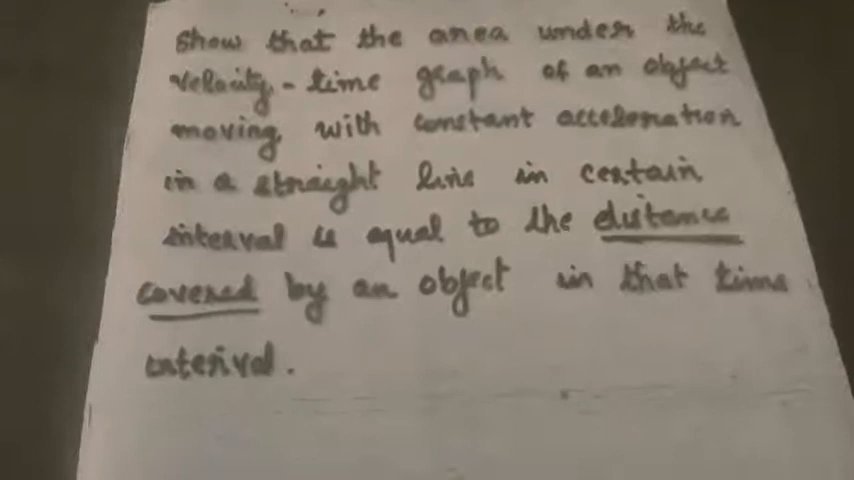 Show that the area under the
velocity - time graph of an object
moving with constant acceleration
in a straight line in certain
interval is equal to the distance
covered by an object in that time
interval.